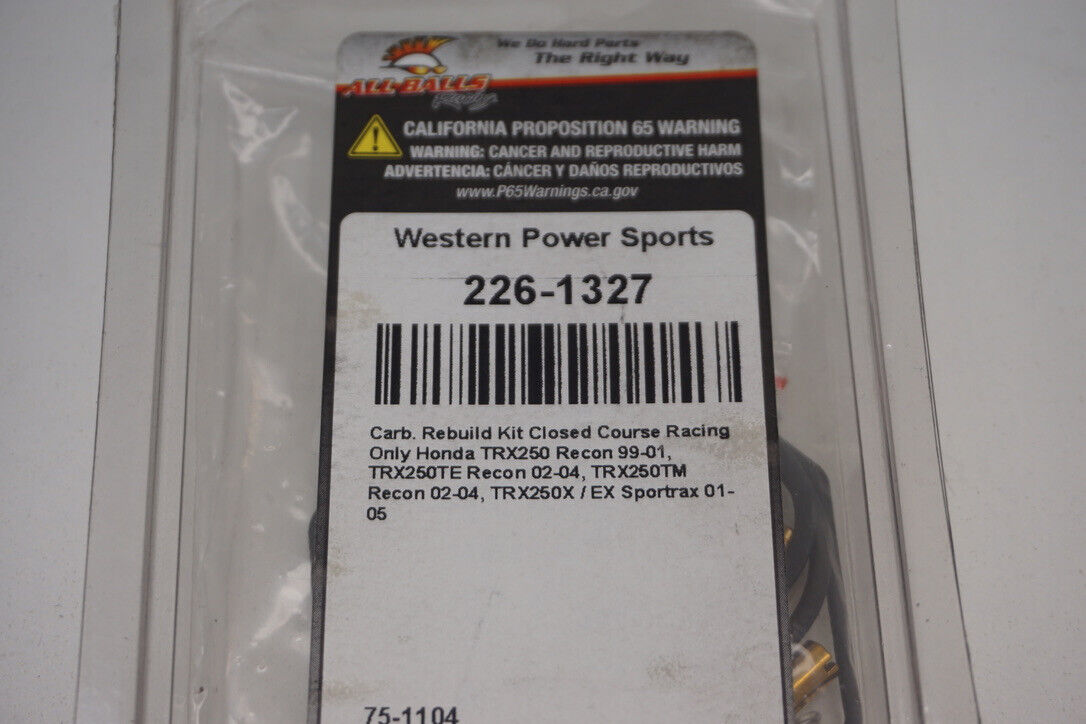 We Do Hard Parts
The Right Way
ALL BALLS
Racing
CALIFORNIA PROPOSITION 65 WARNING
WARNING: CANCER AND REPRODUCTIVE HARM
ADVERTENCIA: CÁNCER Y DAÑOS REPRODUCTIVOS
www.P65Warnings.ca.gov
Western Power Sports
226-1327
Carb. Rebuild Kit Closed Course Racing
Only Honda TRX250 Recon 99-01,
TRX250TE Recon 02-04, TRX250TM
Recon 02-04, TRX250X / EX Sportrax 01-
05
75-1104